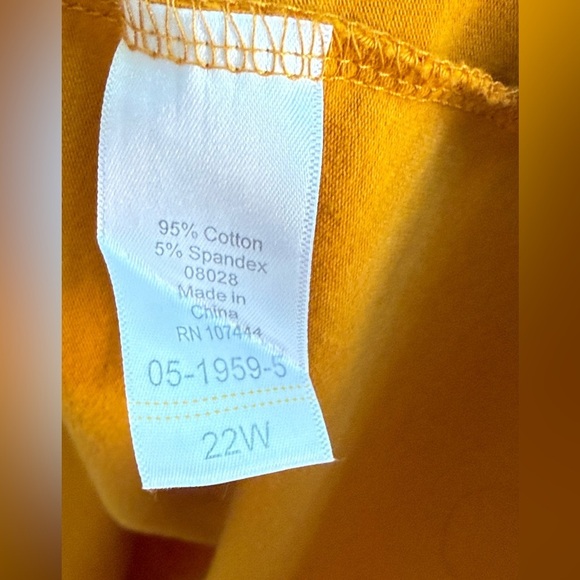 95% Cotton
5% Spandex
08028
Made in
China
RN 107444
05-1959-5
22W